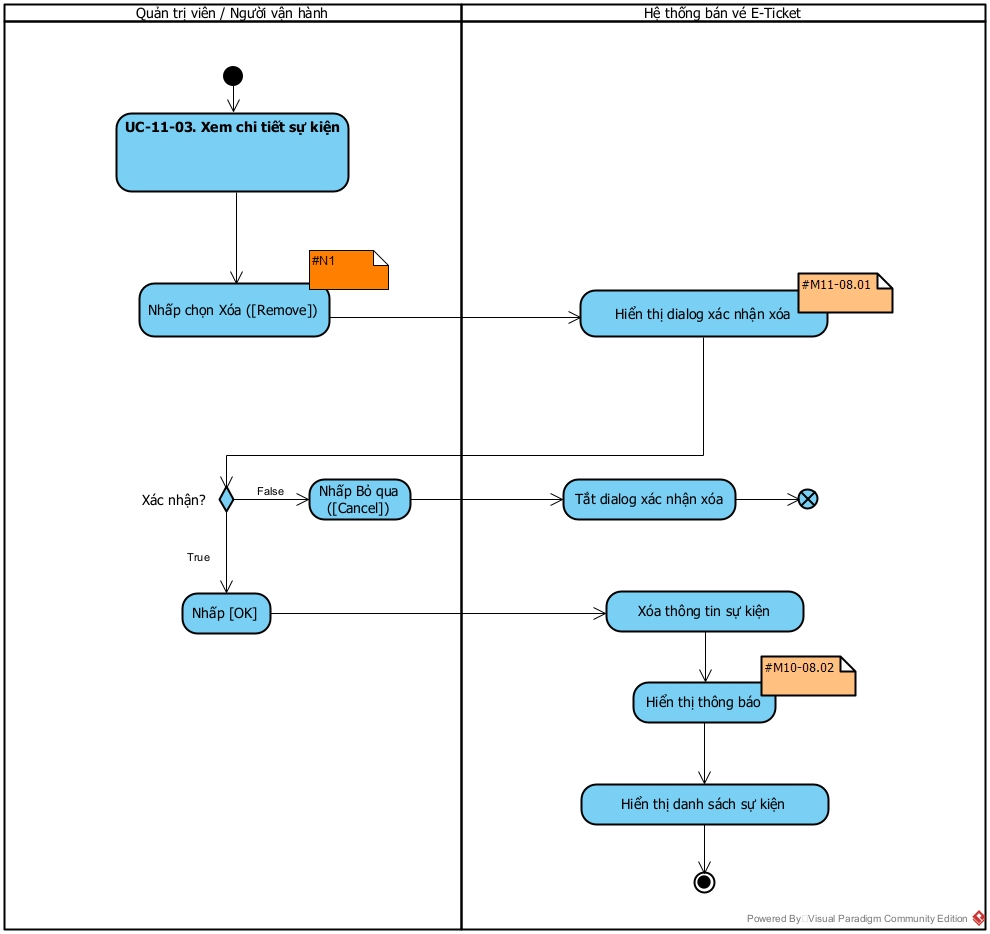 Quản trị viên / Người vận hành
Hệ thống bán vé E-Ticket
UC-11-03. Xem chi tiết sự kiện
#N1
Nhấp chọn Xóa ([Remove])
#M11-08.01
Hiển thị dialog xác nhận xóa
Xác nhận?
False
Nhấp Bỏ qua
([Cancel])
Tắt dialog xác nhận xóa
True
Nhấp [OK]
Xóa thông tin sự kiện
#M10-08.02
Hiển thị thông báo
Hiển thị danh sách sự kiện
Powered By Visual Paradigm Community Edition